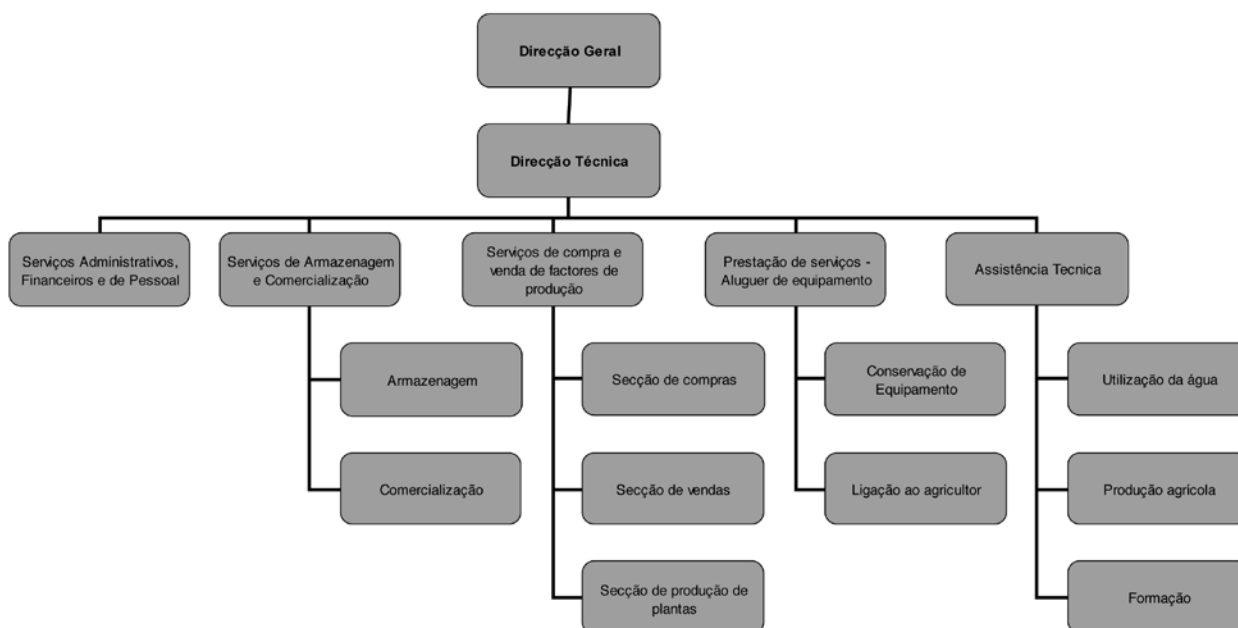 Direcção Geral
Direcção Técnica
Serviços Administrativos,
Financeiros e de Pessoal
Serviços de Armazenagem
e Comercialização
Serviços de compra e
venda de factores de
produção
Prestação de serviços -
Aluguer de equipamento
Assistência Tecnica
Armazenagem
Secção de compras
Conservação de
Equipamento
Utilização da água
Comercialização
Secção de vendas
Ligação ao agricultor
Produção agrícola
Secção de produção de
plantas
Formação